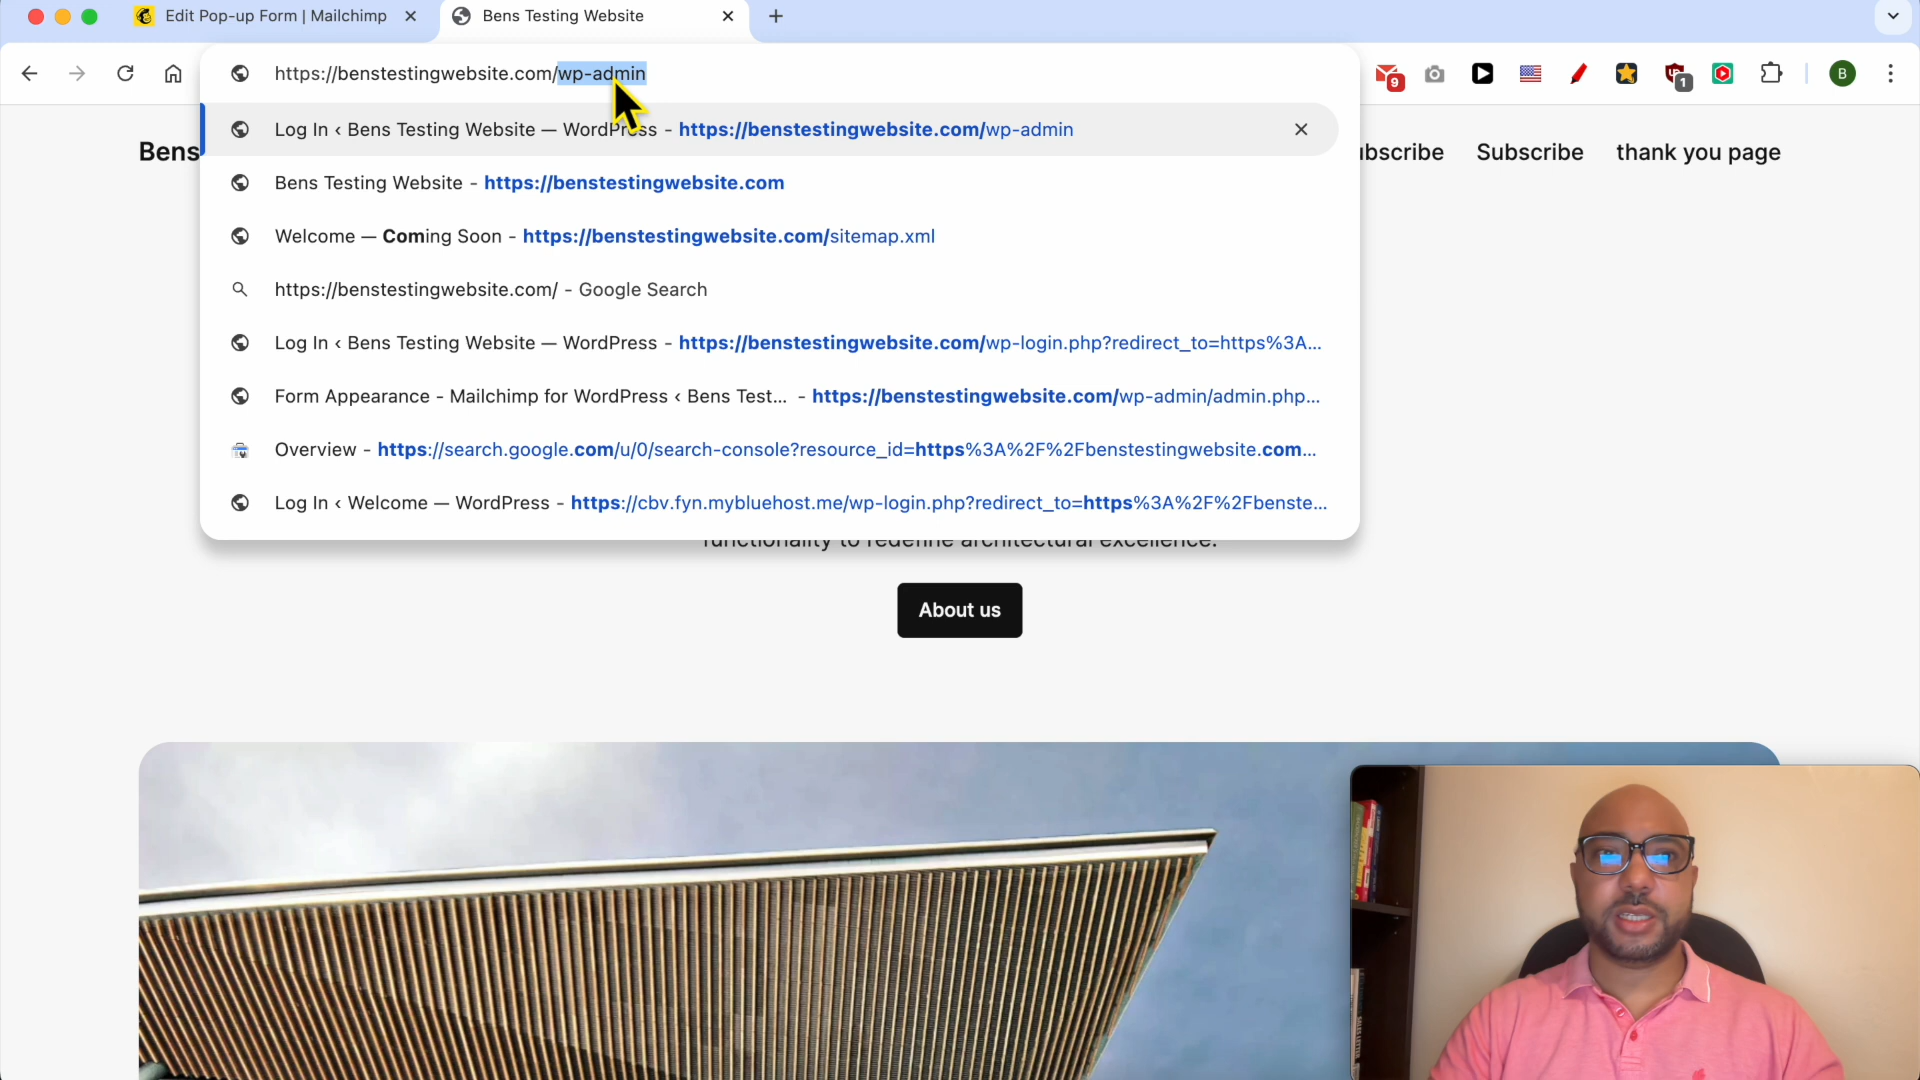 Edit Pop-up Form | Mailchimp
Bens Testing Website
https://benstestingwebsite.com/wp-admin
9
1
B
Log In ‹ Bens Testing Website — WordPress - https://benstestingwebsite.com/wp-admin
Bens
bscribe
Subscribe
thank you page
Bens Testing Website - https://benstestingwebsite.com
Welcome — Coming Soon - https://benstestingwebsite.com/sitemap.xml
https://benstestingwebsite.com/ - Google Search
Log In ‹ Bens Testing Website — WordPress - https://benstestingwebsite.com/wp-login.php?redirect_to=https%3A...
Form Appearance - Mailchimp for WordPress ‹ Bens Test... - https://benstestingwebsite.com/wp-admin/admin.php...
Overview - https://search.google.com/u/0/search-console?resource_id=https%3A%2F%2Fbenstestingwebsite.com...
Log In ‹ Welcome — WordPress - https://cbv.fyn.mybluehost.me/wp-login.php?redirect_to=https%3A%2F%2Fbenste...
functionality to redefine architectural excellence.
About us